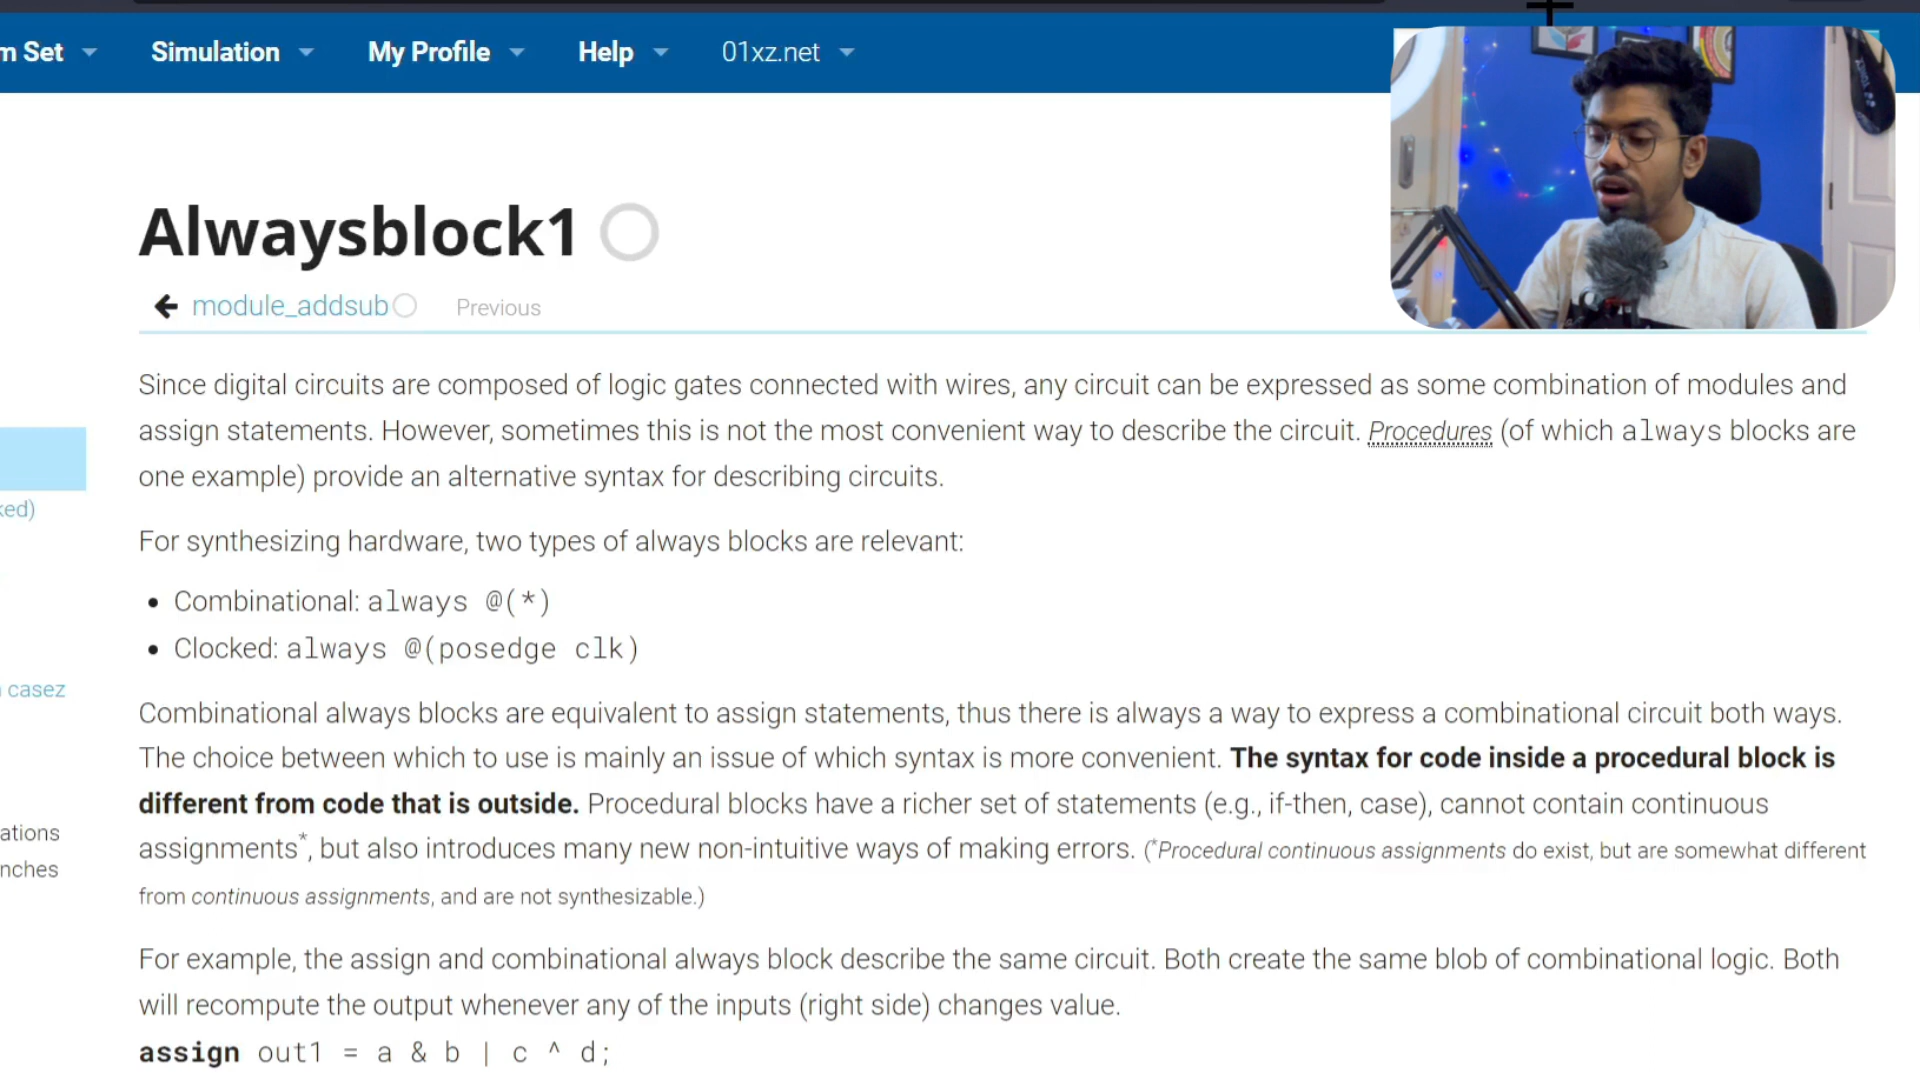 m Set
Simulation
My Profile
Help
01xz.net
Alwaysblock1
module_addsub
Previous
Since digital circuits are composed of logic gates connected with wires, any circuit can be expressed as some combination of modules and
assign statements. However, sometimes this is not the most convenient way to describe the circuit. Procedures (of which always blocks are
one example) provide an alternative syntax for describing circuits.
ked)
For synthesizing hardware, two types of always blocks are relevant:
• Combinational: always @(*)
• Clocked: always @(posedge clk)
casez
Combinational always blocks are equivalent to assign statements, thus there is always a way to express a combinational circuit both ways.
The choice between which to use is mainly an issue of which syntax is more convenient. The syntax for code inside a procedural block is
different from code that is outside. Procedural blocks have a richer set of statements (e.g., if-then, case), cannot contain continuous
ations
assignments*, but also introduces many new non-intuitive ways of making errors. (*Procedural continuous assignments do exist, but are somewhat different
nches
from continuous assignments, and are not synthesizable.)
For example, the assign and combinational always block describe the same circuit. Both create the same blob of combinational logic. Both
will recompute the output whenever any of the inputs (right side) changes value.
assign out1 = a & b | c ^ d;